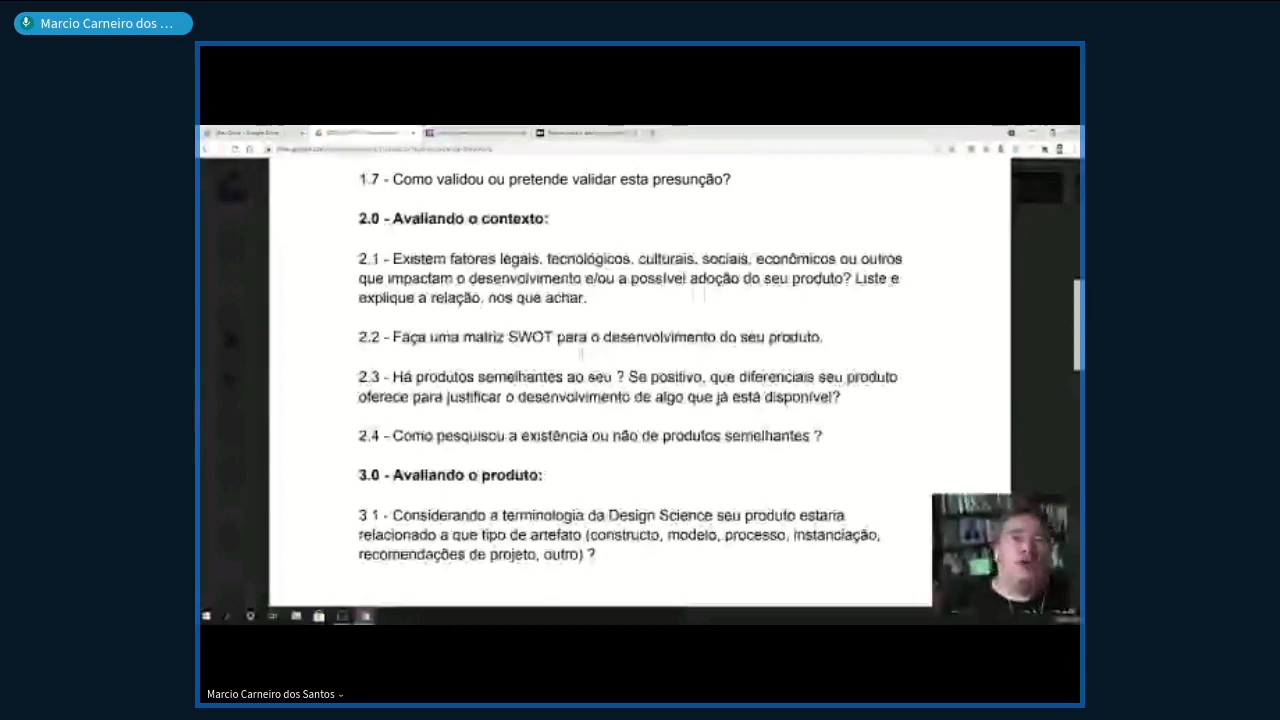 Marcio Carneiro dos ...
1.7 - Como validou ou pretende validar esta presunção?
2.0 - Avaliando o contexto:
2.1 - Existem fatores legais, tecnológicos, culturais, sociais, econômicos ou outros
que impactam o desenvolvimento e/ou a possível adoção do seu produto? Liste e
explique a relação, nos que achar.
2.2 - Faça uma matriz SWOT para o desenvolvimento do seu produto.
2.3 - Há produtos semelhantes ao seu ? Se positivo, que diferenciais seu produto
oferece para justificar o desenvolvimento de algo que já está disponível?
2.4 - Como pesquisou a existência ou não de produtos semelhantes ?
3.0 - Avaliando o produto:
3 1 - Considerando a terminologia da Design Science seu produto estaria
relacionado a que tipo de artefato (constructo, modelo, processo, instanciação,
recomendações de projeto, outro) ?
Marcio Carneiro dos Santos